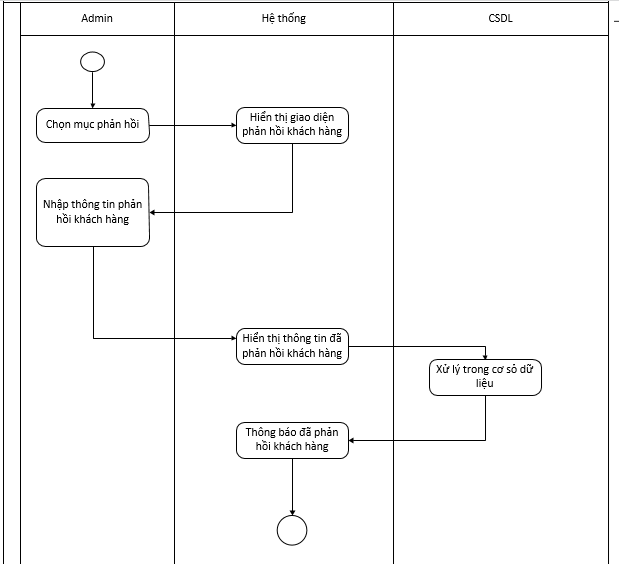 Admin
Hệ thống
CSDL
Chọn mục phản hồi
Hiển thị giao diện
phản hồi khách hàng
Nhập thông tin phản
hồi khách hàng
Hiển thị thông tin đã
phản hồi khách hàng
Xử lý trong cơ sỏ dữ
liệu
Thông báo đã phản
hồi khách hàng